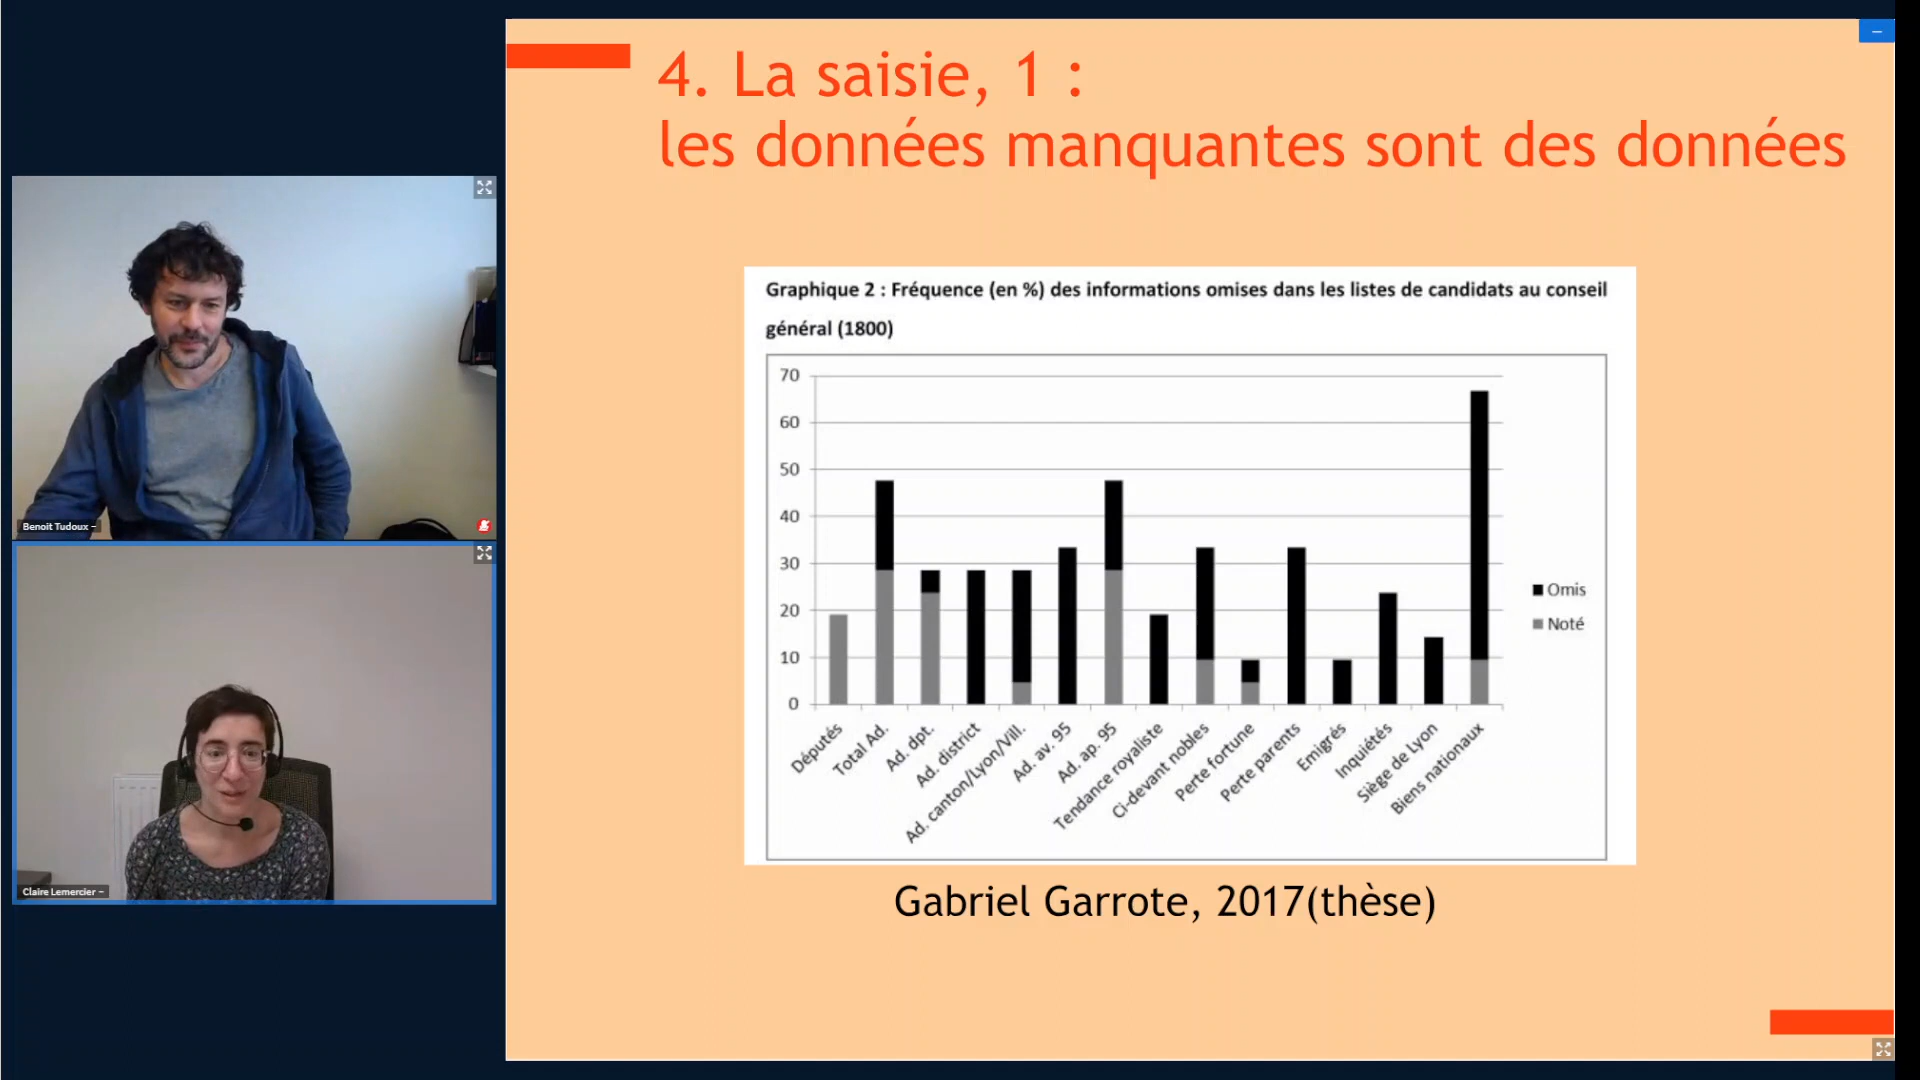 4. La saisie, 1 :
les données manquantes sont des données
Graphique 2 : Fréquence (en %) des informations omises dans les listes de candidats au conseil
général (1800)
70
60
50
40
30
20
10
0
Députés
Total Ad.
Ad. dpt.
Ad. district
Ad. canton/Lyon/Vill.
Ad. av. 95
Ad. ap. 95
Tendance royaliste
Ci-devant nobles
Perte fortune
Perte parents
Emigrés
Inquiétés
Siège de Lyon
Biens nationaux
Omis
Noté
Gabriel Garrote, 2017(thèse)
Benoit Tudoux –
Claire Lemercier –